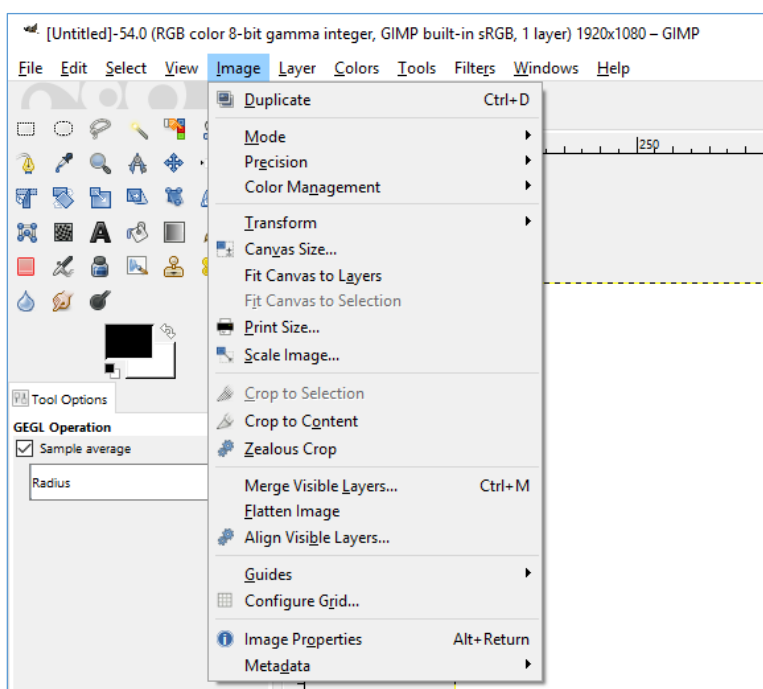 [Untitled]-54.0 (RGB color 8-bit gamma integer, GIMP built-in sRGB, 1 layer) 1920x1080 – GIMP
File Edit Select View Image Layer Colors Tools Filters Windows Help
Duplicate Ctrl+D
Mode
Precision
Color Management
Transform
Canvas Size...
Fit Canvas to Layers
Fit Canvas to Selection
Print Size...
Scale Image...
Crop to Selection
Crop to Content
Zealous Crop
Merge Visible Layers... Ctrl+M
Flatten Image
Align Visible Layers...
Guides
Configure Grid...
Image Properties Alt+Return
Metadata
250
Tool Options
GEGL Operation
Sample average
Radius